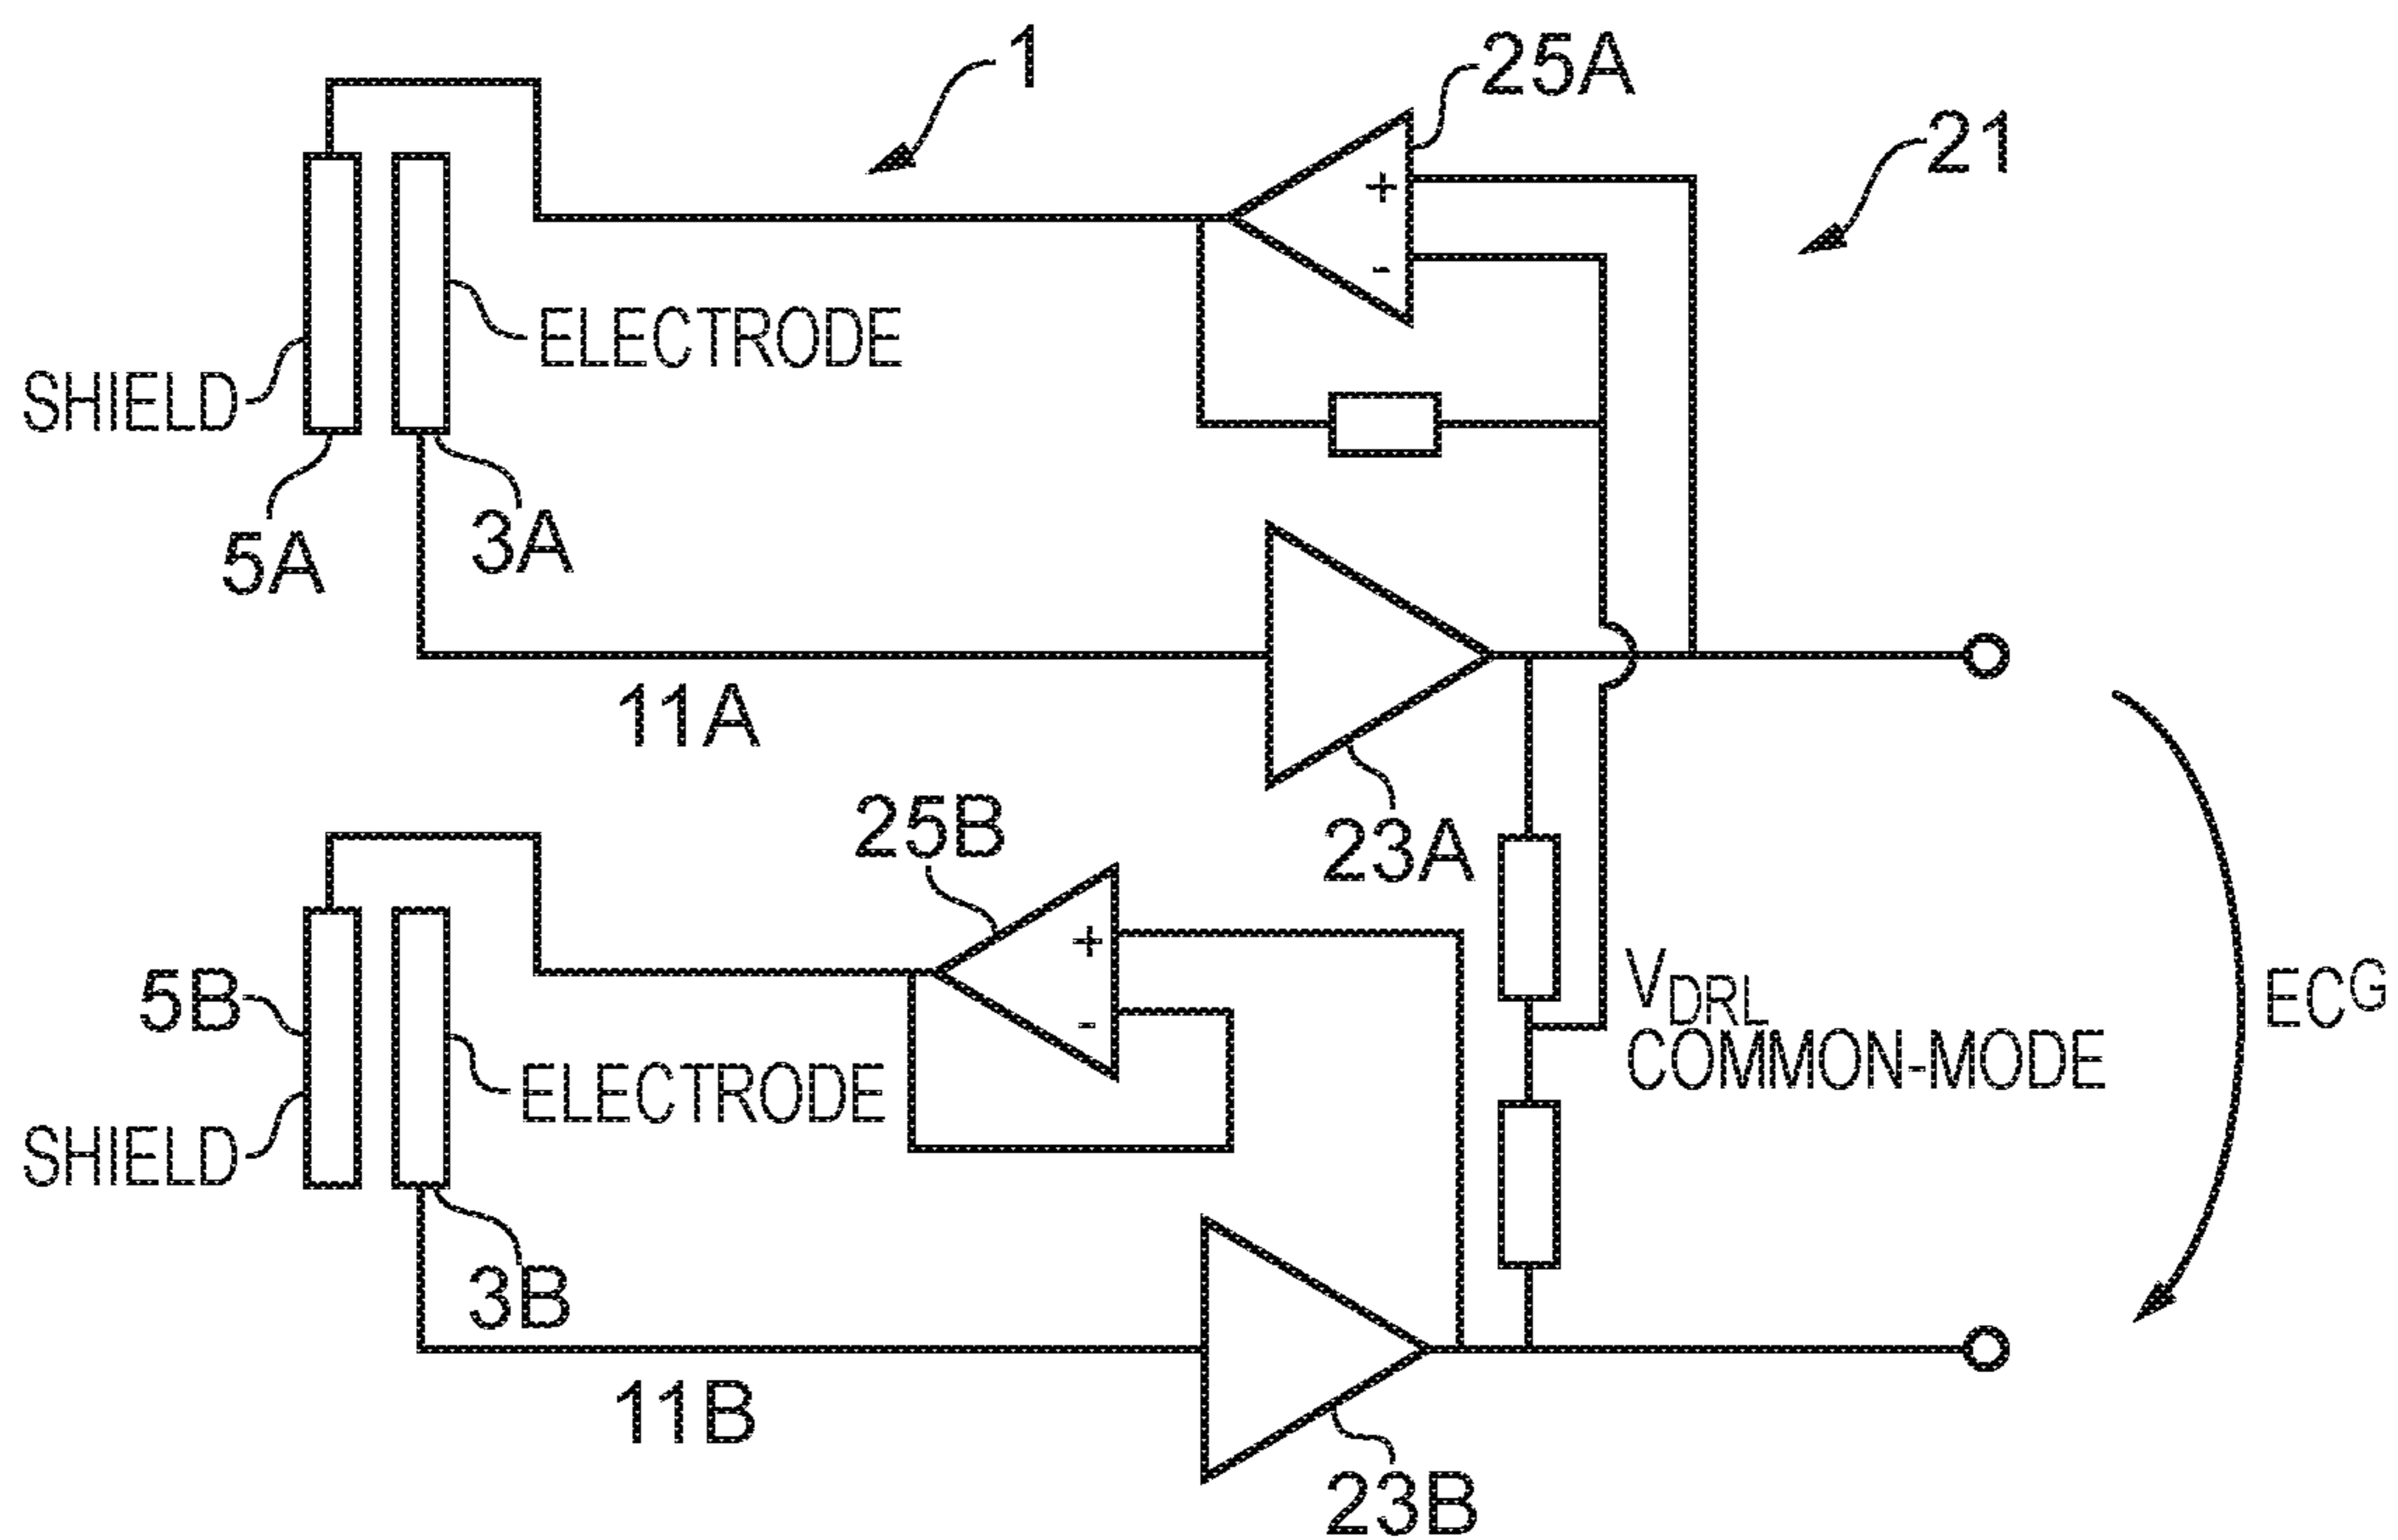 1
25A
21
+
-
ELECTRODE
SHIELD
5A
3A
11A
23A
25B
+
-
5B
SHIELD
ELECTRODE
3B
11B
23B
VDRL
COMMON-MODE
ECG